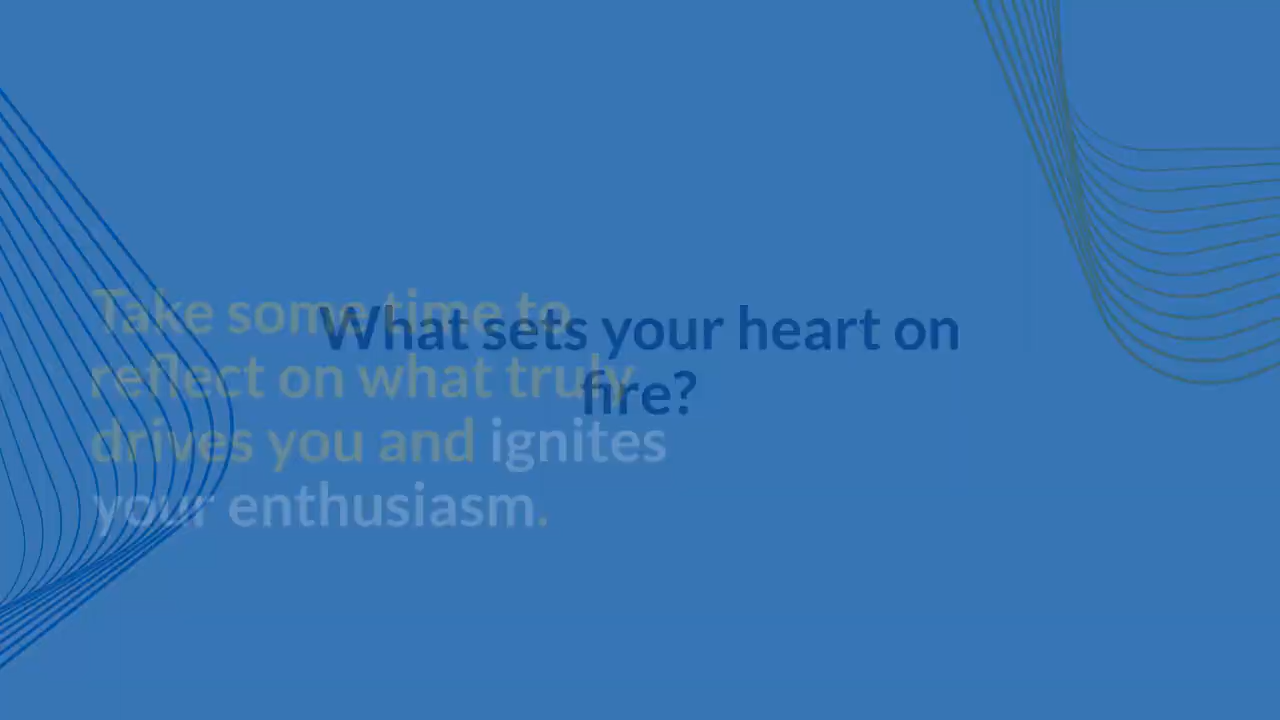 Take some time to
reflect on what truly
drives you and ignites
your enthusiasm.
What sets your heart on
fire?